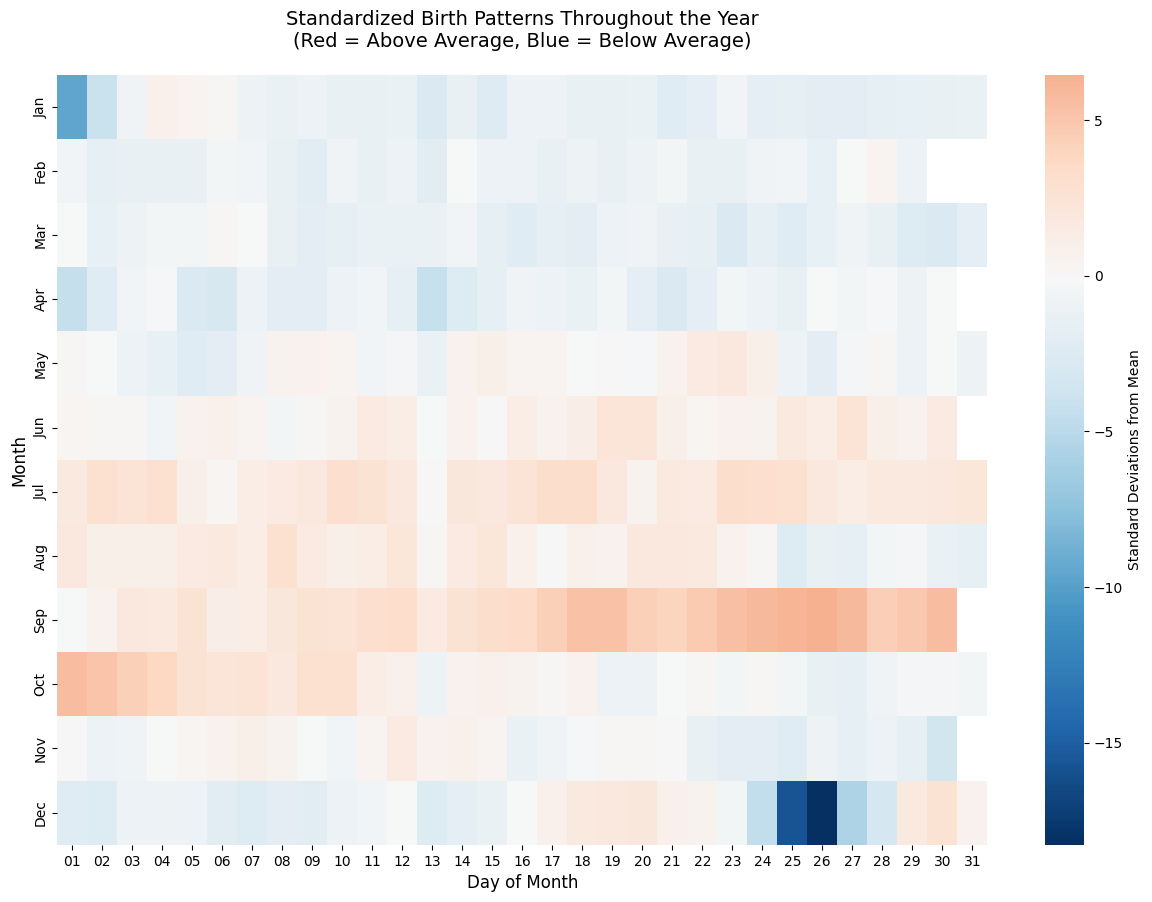 Standardized Birth Patterns Throughout the Year
(Red = Above Average, Blue = Below Average)
Month
Jan
Feb
Mar
Apr
May
Jun
Jul
Aug
Sep
Oct
Nov
Dec
01 02 03 04 05 06 07 08 09 10 11 12 13 14 15 16 17 18 19 20 21 22 23 24 25 26 27 28 29 30 31
Day of Month
5
0
−5
−10
−15
Standard Deviations from Mean